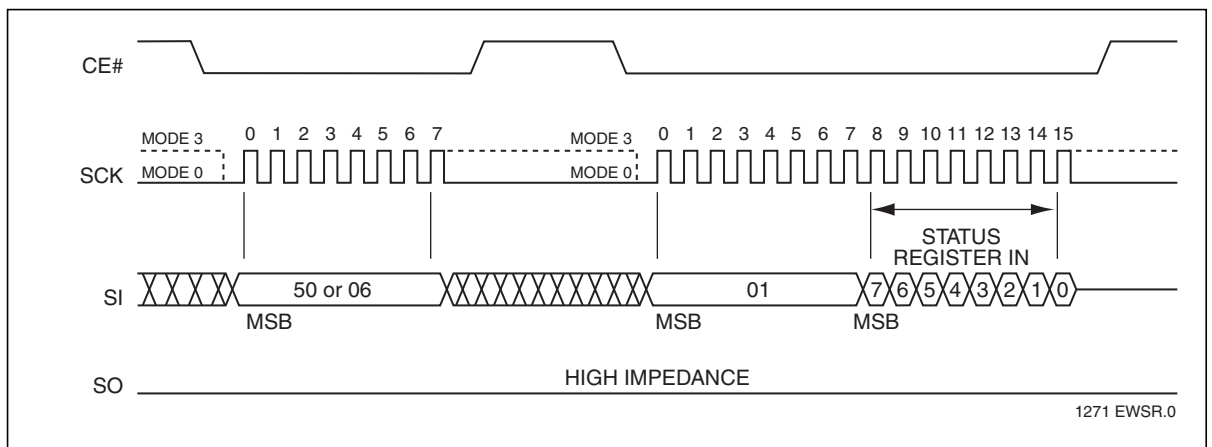 CE#
MODE 3 0 1 2 3 4 5 6 7 MODE 3 0 1 2 3 4 5 6 7 8 9 10 11 12 13 14 15
SCK MODE 0 MODE 0
STATUS
REGISTER IN
SI 50 or 06 01 7 6 5 4 3 2 1 0
MSB MSB MSB
SO HIGH IMPEDANCE
1271 EWSR.0